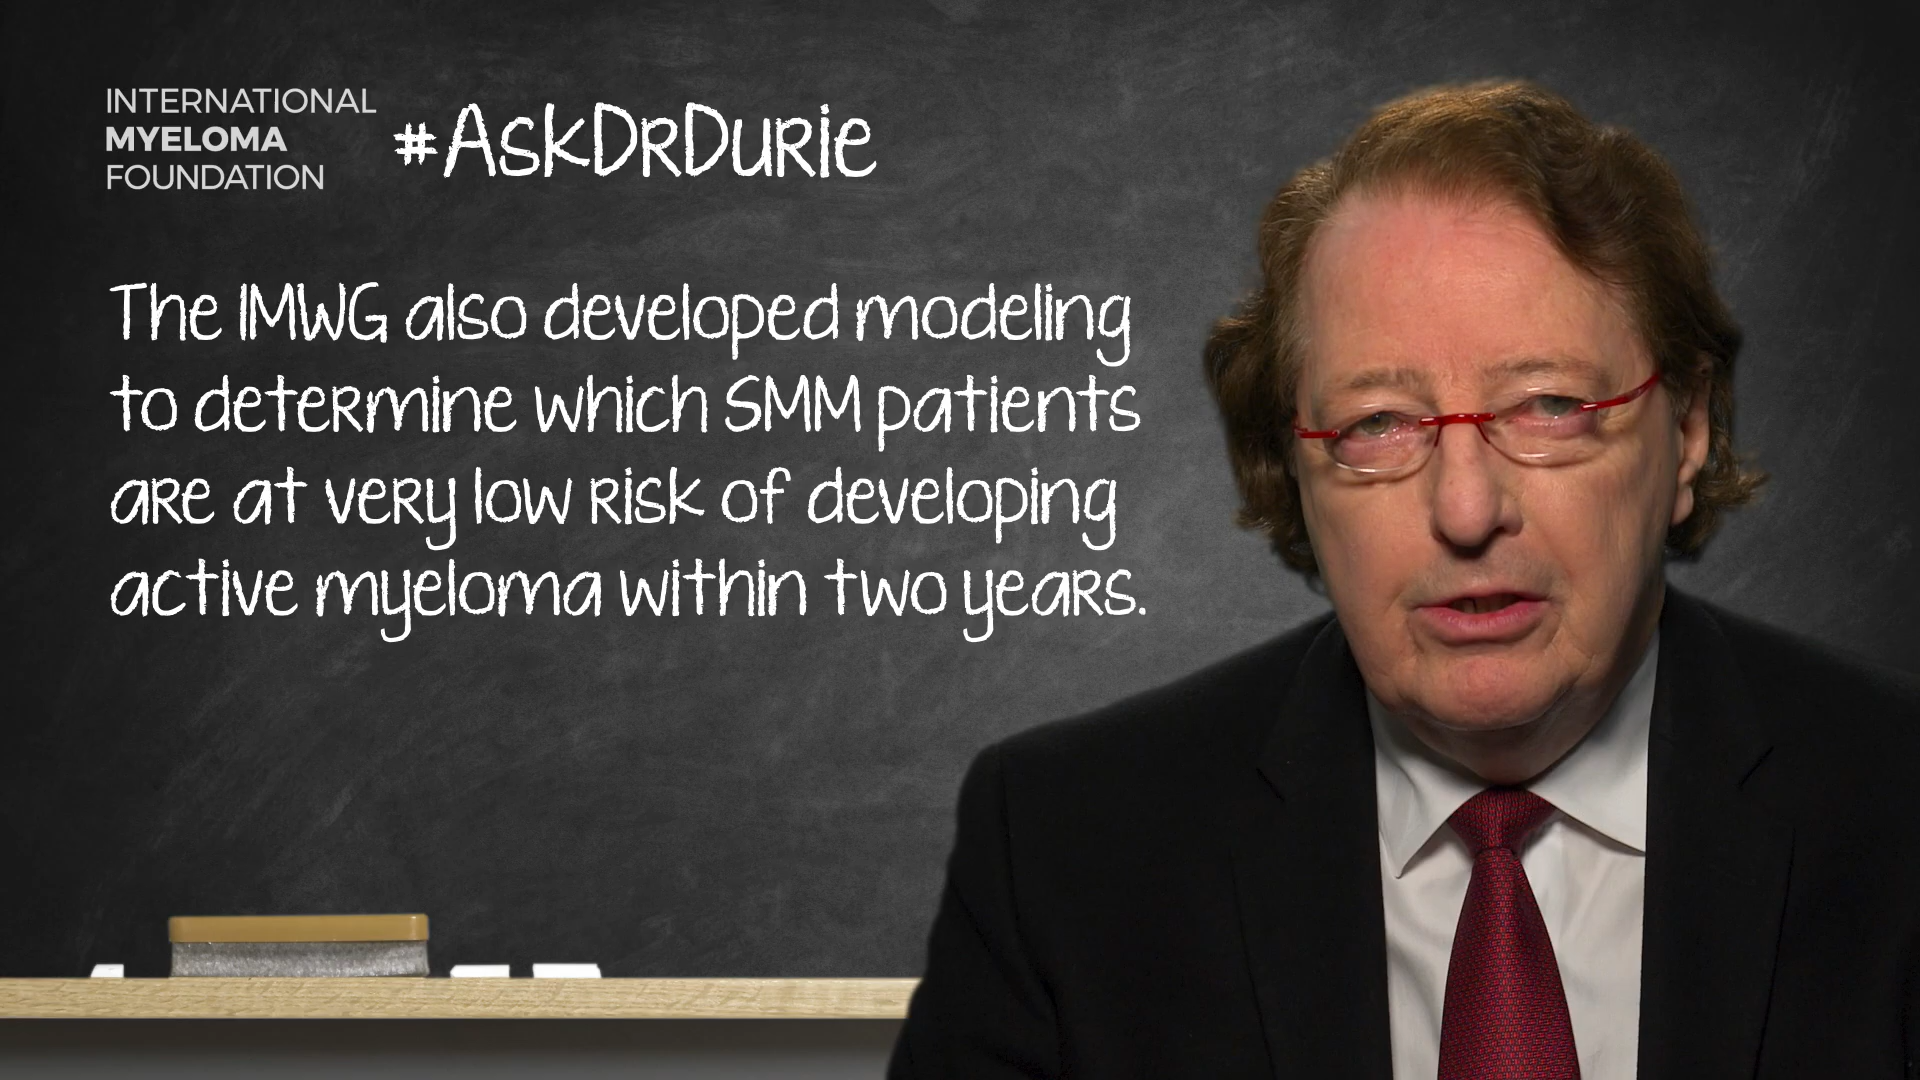 INTERNATIONAL
MYELOMA
FOUNDATION
#AskDrDurie
The IMWG also developed modeling
to determine which SMM patients
are at very low risk of developing
active myeloma within two years.